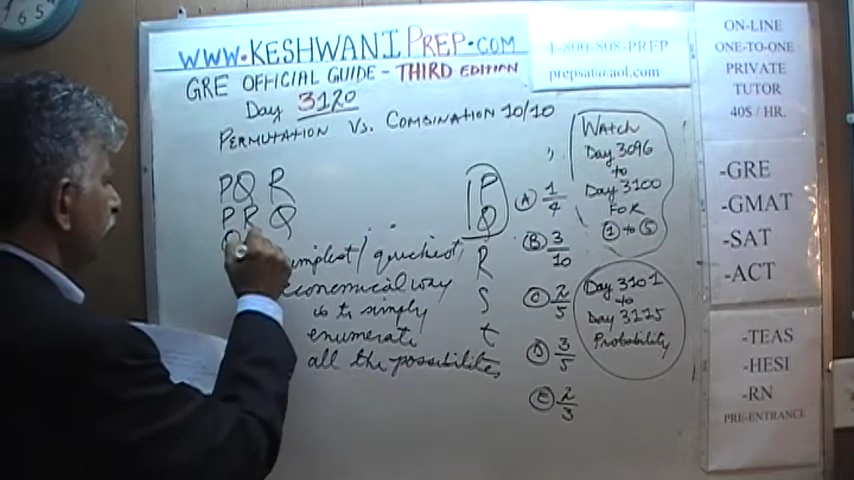 WWW.KESHWANIPREP.COM
1-800-808-PREP
prepsat@aol.com
GRE OFFICIAL GUIDE - THIRD EDITION
Day 3120
PERMUTATION VS. COMBINATION 10/10
PQR
PRQ
simplest/quickest,
economical way
is to simply
enumerate
all the possibilities
P
Q
R
S
t
A 1/4
B 3/10
C 2/5
D 3/5
E 2/3
WATCH
Day 3096
to
Day 3100
FOR
1 to 5
Day 3101
to
Day 3125
Probability
ON-LINE
ONE-TO-ONE
PRIVATE
TUTOR
40$ / HR.
-GRE
-GMAT
-SAT
-ACT
-TEAS
-HESI
-RN
PRE-ENTRANCE
6 5